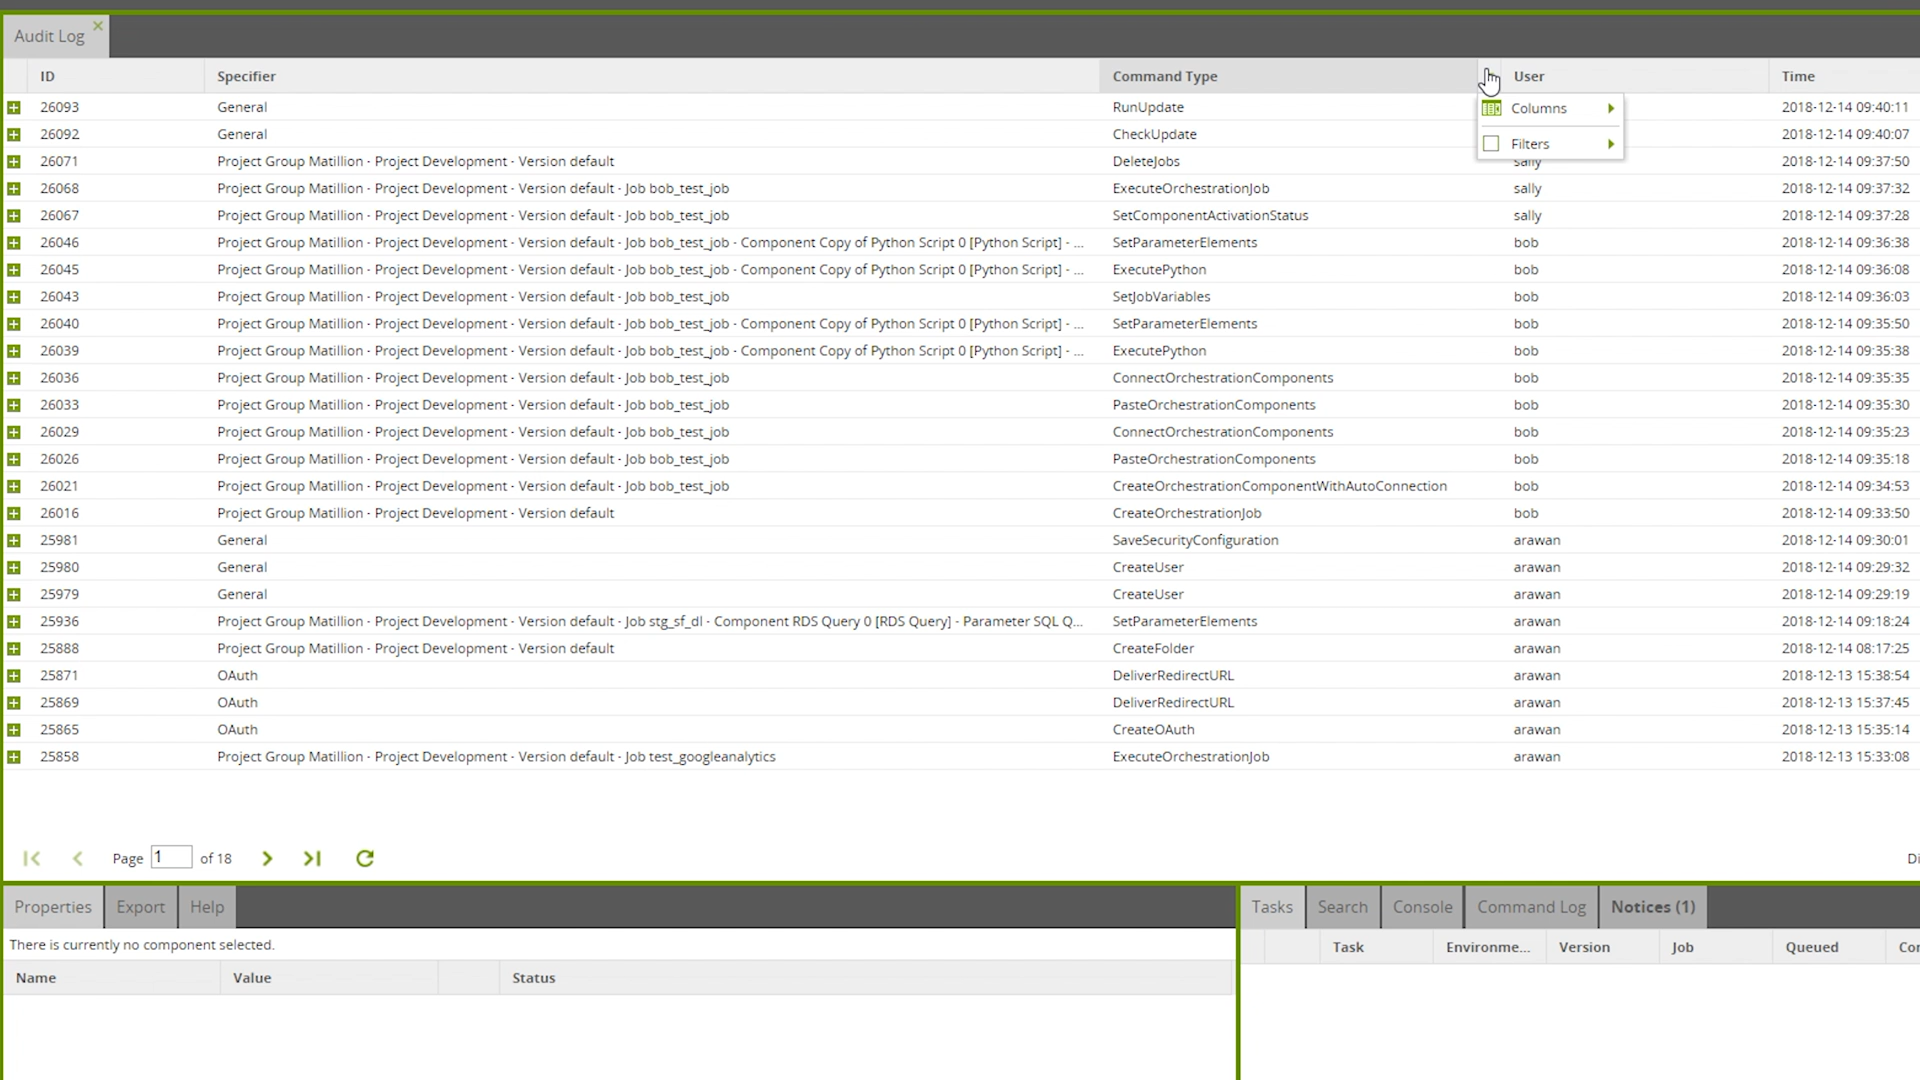 Audit Log
ID Specifier Command Type User Time
26093 General RunUpdate 2018-12-14 09:40:11
Columns
26092 General CheckUpdate 2018-12-14 09:40:07
Filters
26071 Project Group Matillion - Project Development - Version default DeleteJobs sally 2018-12-14 09:37:50
26068 Project Group Matillion - Project Development - Version default - Job bob_test_job ExecuteOrchestrationJob sally 2018-12-14 09:37:32
26067 Project Group Matillion - Project Development - Version default - Job bob_test_job SetComponentActivationStatus sally 2018-12-14 09:37:28
26046 Project Group Matillion - Project Development - Version default - Job bob_test_job - Component Copy of Python Script 0 [Python Script] - ... SetParameterElements bob 2018-12-14 09:36:38
26045 Project Group Matillion - Project Development - Version default - Job bob_test_job - Component Copy of Python Script 0 [Python Script] - ... ExecutePython bob 2018-12-14 09:36:08
26043 Project Group Matillion - Project Development - Version default - Job bob_test_job SetJobVariables bob 2018-12-14 09:36:03
26040 Project Group Matillion - Project Development - Version default - Job bob_test_job - Component Copy of Python Script 0 [Python Script] - ... SetParameterElements bob 2018-12-14 09:35:50
26039 Project Group Matillion - Project Development - Version default - Job bob_test_job - Component Copy of Python Script 0 [Python Script] - ... ExecutePython bob 2018-12-14 09:35:38
26036 Project Group Matillion - Project Development - Version default - Job bob_test_job ConnectOrchestrationComponents bob 2018-12-14 09:35:35
26033 Project Group Matillion - Project Development - Version default - Job bob_test_job PasteOrchestrationComponents bob 2018-12-14 09:35:30
26029 Project Group Matillion - Project Development - Version default - Job bob_test_job ConnectOrchestrationComponents bob 2018-12-14 09:35:23
26026 Project Group Matillion - Project Development - Version default - Job bob_test_job PasteOrchestrationComponents bob 2018-12-14 09:35:18
26021 Project Group Matillion - Project Development - Version default - Job bob_test_job CreateOrchestrationComponentWithAutoConnection bob 2018-12-14 09:34:53
26016 Project Group Matillion - Project Development - Version default CreateOrchestrationJob bob 2018-12-14 09:33:50
25981 General SaveSecurityConfiguration arawan 2018-12-14 09:30:01
25980 General CreateUser arawan 2018-12-14 09:29:32
25979 General CreateUser arawan 2018-12-14 09:29:19
25936 Project Group Matillion - Project Development - Version default - Job stg_sf_dl - Component RDS Query 0 [RDS Query] - Parameter SQL Q... SetParameterElements arawan 2018-12-14 09:18:24
25888 Project Group Matillion - Project Development - Version default CreateFolder arawan 2018-12-14 08:17:25
25871 OAuth DeliverRedirectURL arawan 2018-12-13 15:38:54
25869 OAuth DeliverRedirectURL arawan 2018-12-13 15:37:45
25865 OAuth CreateOAuth arawan 2018-12-13 15:35:14
25858 Project Group Matillion - Project Development - Version default - Job test_googleanalytics ExecuteOrchestrationJob arawan 2018-12-13 15:33:08
Page 1 of 18 Di
Properties Export Help
There is currently no component selected.
Name Value Status
Tasks Search Console Command Log Notices (1)
Task Environme... Version Job Queued Co